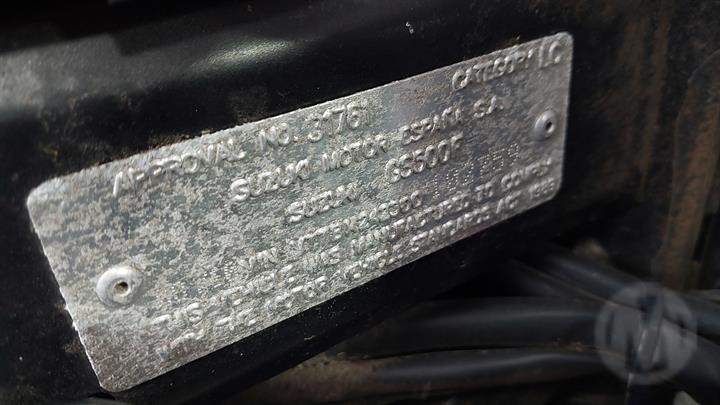 CATEGORY LC
APPROVAL NO. 31761
SUZUKI MOTOR ESPAÑA S.A.
SUZUKI GS500F
THIS VEHICLE WAS MANUFACTURED TO COMPLY
WITH THE MOTOR VEHICLE STANDARDS ACT 1989